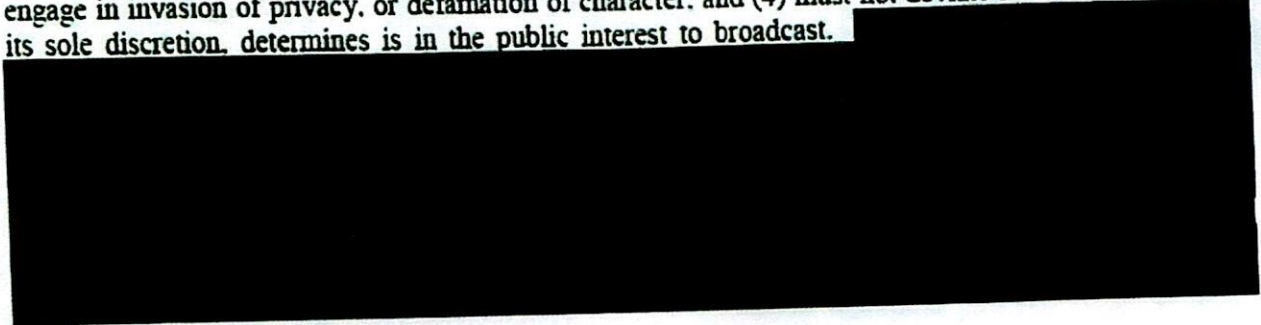 engage in invasion of privacy, or defamation of character; and (4) must not
its sole discretion, determines is in the public interest to broadcast.